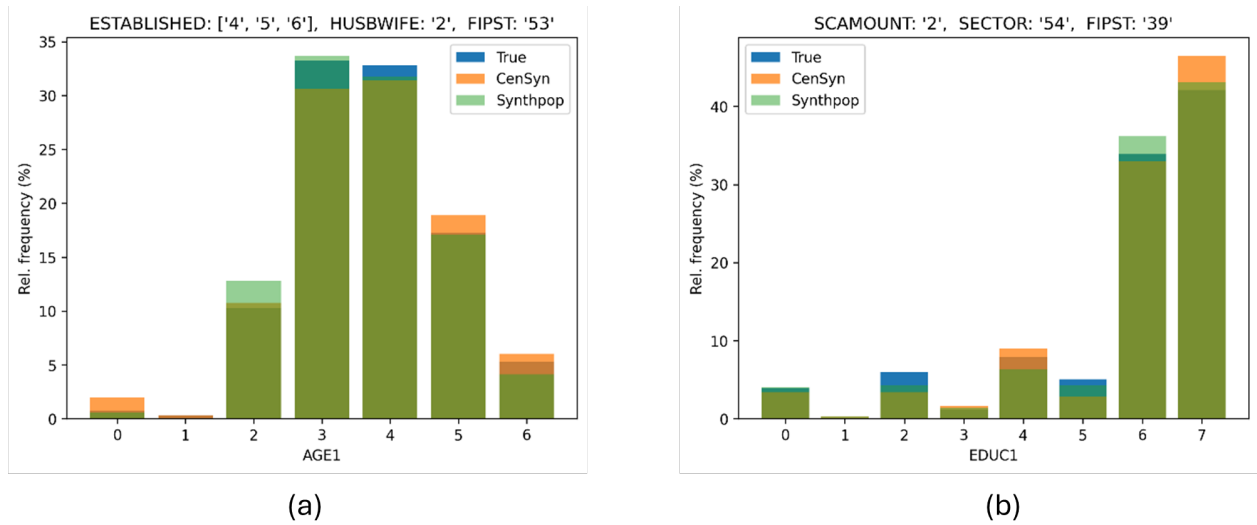 ESTABLISHED: ['4', '5', '6'],  HUSBWIFE: '2',  FIPST: '53'
35
30
25
20
15
10
5
0
Rel. frequency (%)
True
CenSyn
Synthpop
0 1 2 3 4 5 6
AGE1
(a)
SCAMOUNT: '2',  SECTOR: '54',  FIPST: '39'
40
30
20
10
0
Rel. frequency (%)
True
CenSyn
Synthpop
0 1 2 3 4 5 6 7
EDUC1
(b)